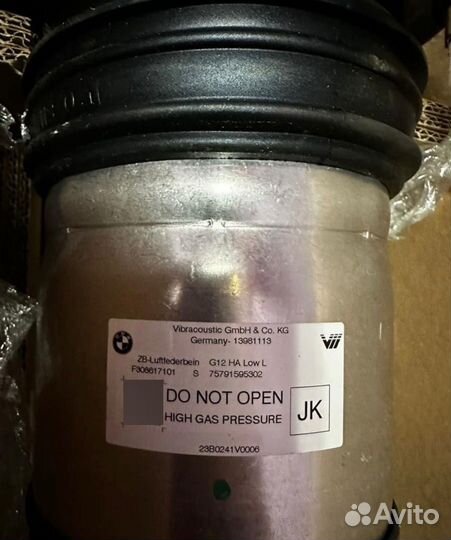 Vibracoustic GmbH & Co. KG
Germany- 13981113
ZB-Luftfederbein G12 HA Low L
F308617101 S 75791595302
DO NOT OPEN
HIGH GAS PRESSURE
JK
23B0241V0006
Avito